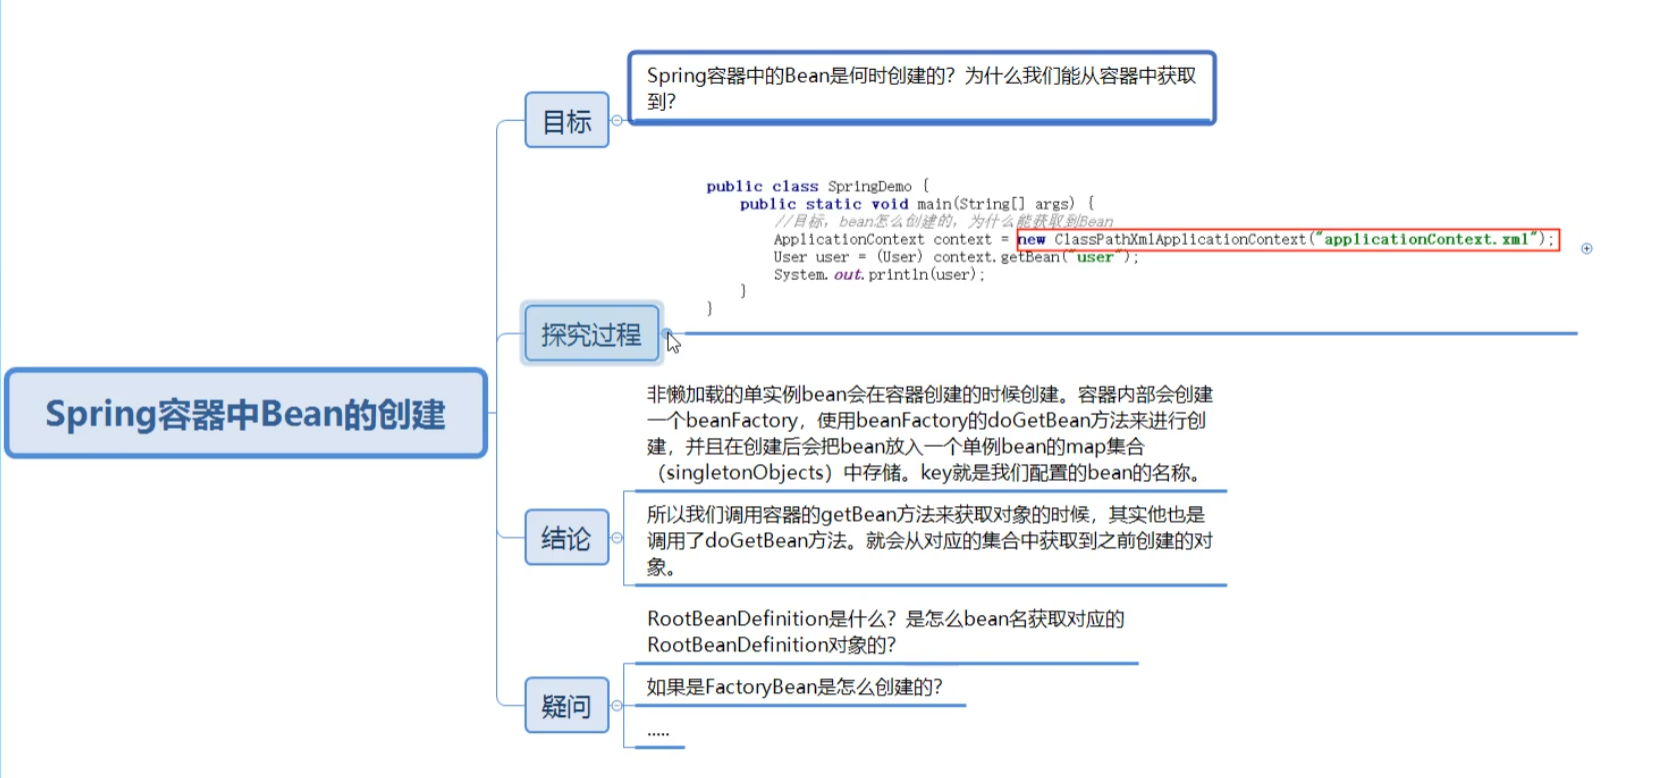 Spring容器中Bean的创建
目标
Spring容器中的Bean是何时创建的？为什么我们能从容器中获取
到？
探究过程
public class SpringDemo {
public static void main(String[] args) {
//目标，bean怎么创建的，为什么能获取到Bean
ApplicationContext context = new ClassPathXmlApplicationContext("applicationContext.xml");
User user = (User) context.getBean("user");
System.out.println(user);
}
}
结论
非懒加载的单实例bean会在容器创建的时候创建。容器内部会创建
一个beanFactory，使用beanFactory的doGetBean方法来进行创
建，并且在创建后会把bean放入一个单例bean的map集合
（singletonObjects）中存储。key就是我们配置的bean的名称。
所以我们调用容器的getBean方法来获取对象的时候，其实他也是
调用了doGetBean方法。就会从对应的集合中获取到之前创建的对
象。
疑问
RootBeanDefinition是什么？是怎么bean名获取对应的
RootBeanDefinition对象的？
如果是FactoryBean是怎么创建的？
.....